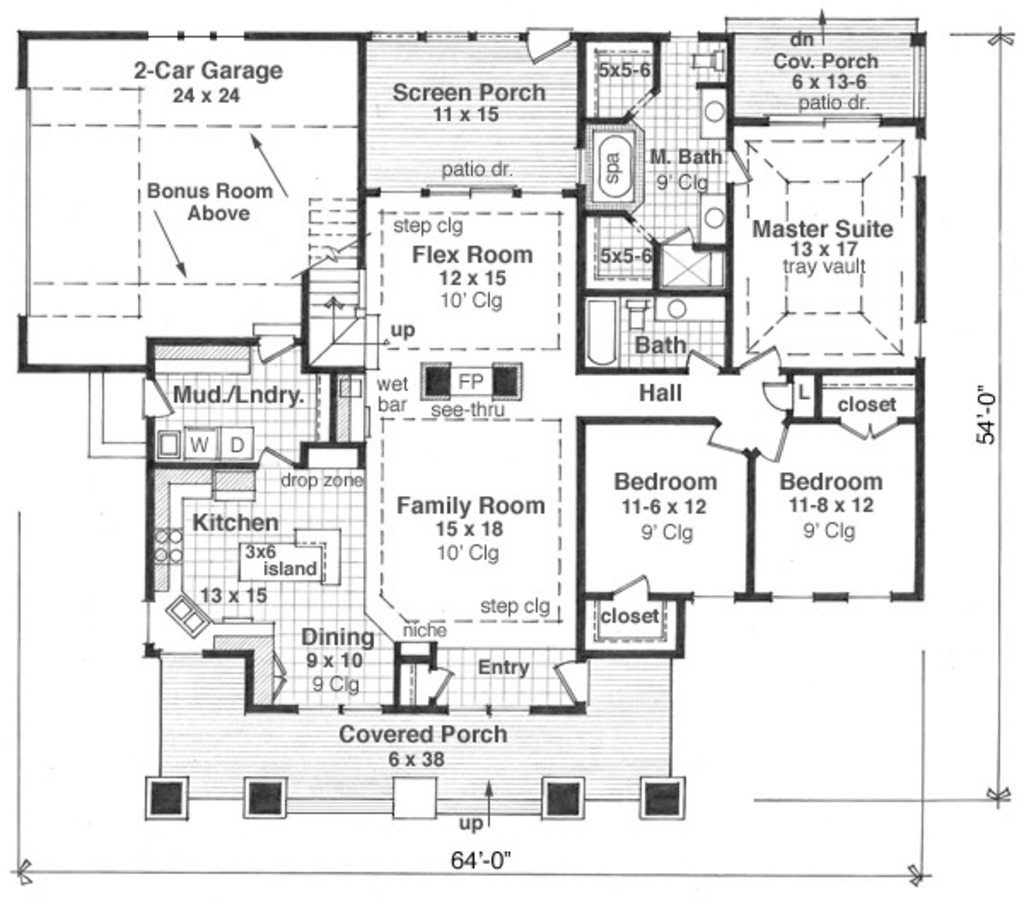 2-Car Garage
24 x 24
Bonus Room
Above
Screen Porch
11 x 15
patio dr.
5x5-6
spa
M. Bath
9' Clg
5x5-6
dn
Cov. Porch
6 x 13-6
patio dr.
Master Suite
13 x 17
tray vault
step clg
Flex Room
12 x 15
10' Clg
up
Bath
Mud./Lndry.
W
D
wet
bar
FP
see-thru
Hall
L
closet
drop zone
Kitchen
3x6
island
13 x 15
Family Room
15 x 18
10' Clg
step clg
Bedroom
11-6 x 12
9' Clg
Bedroom
11-8 x 12
9' Clg
closet
Dining
9 x 10
9 Clg
niche
Entry
Covered Porch
6 x 38
up
54'-0"
64'-0"